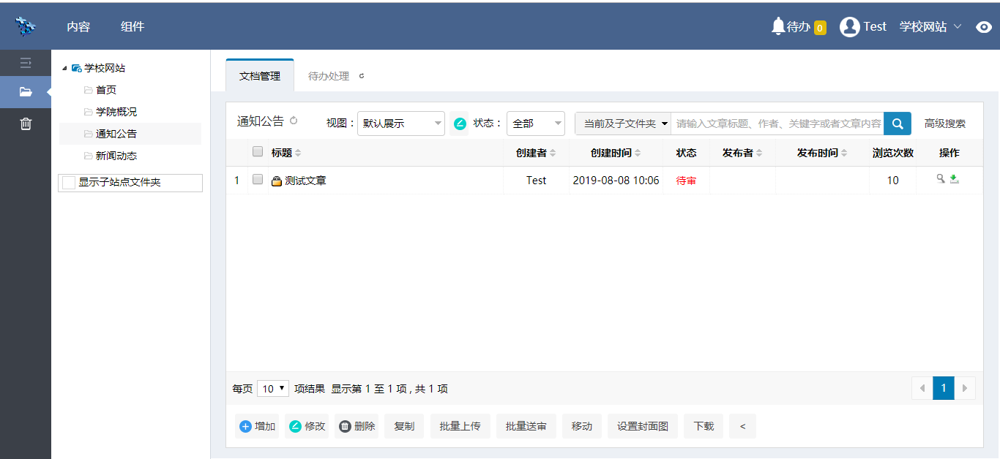 内容 组件 待办 0 Test 学校网站
学校网站
首页
学院概况
通知公告
新闻动态
显示子站点文件夹
文档管理 待办处理
通知公告 视图： 默认展示 状态： 全部 当前及子文件夹 请输入文章标题、作者、关键字或者文章内容 高级搜索
标题 创建者 创建时间 状态 发布者 发布时间 浏览次数 操作
1 测试文章 Test 2019-08-08 10:06 待审 10
每页 10 项结果 显示第 1 至 1 项 , 共 1 项 1
增加 修改 删除 复制 批量上传 批量送审 移动 设置封面图 下载 <